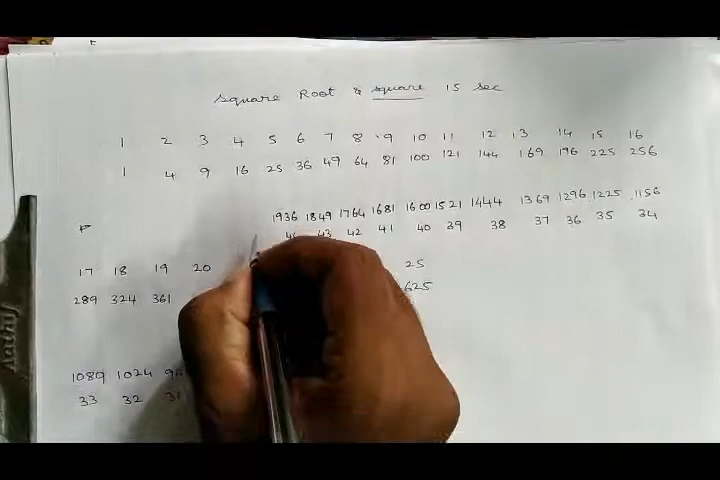 Square Root & Square 15 sec
1 2 3 4 5 6 7 8 9 10 11 12 13 14 15 16
1 4 9 16 25 36 49 64 81 100 121 144 169 196 225 256
1936 1849 1764 1681 1600 1521 1444 1369 1296 1225 1156
43 42 41 40 39 38 37 36 35 34
17 18 19 20 25
289 324 361 625
1089 1024
33 32 31